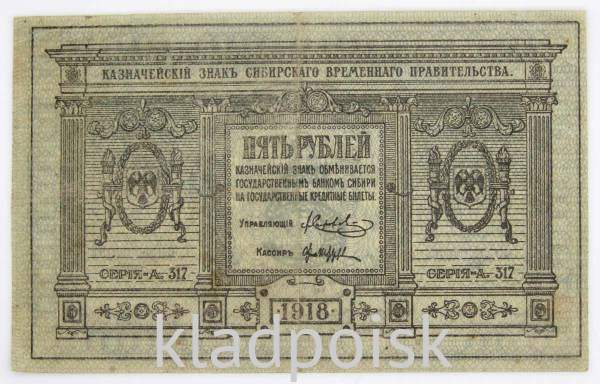 КАЗНАЧЕЙСКІЙ ЗНАКЪ СИБИРСКАГО ВРЕМЕННАГО ПРАВИТЕЛЬСТВА.
ПЯТЬ РУБЛЕЙ
КАЗНАЧЕЙСКІЙ ЗНАКЪ ОБМѢНИВАЕТСЯ
ГОСУДАРСТВЕННЫМЪ БАНКОМЪ СИБИРИ
НА ГОСУДАРСТВЕННЫЕ КРЕДИТНЫЕ БИЛЕТЫ.
УПРАВЛЯЮЩІЙ
КАССИРЪ
СЕРІЯ-А. 317
СЕРІЯ-А. 317
1918
kladpoisk